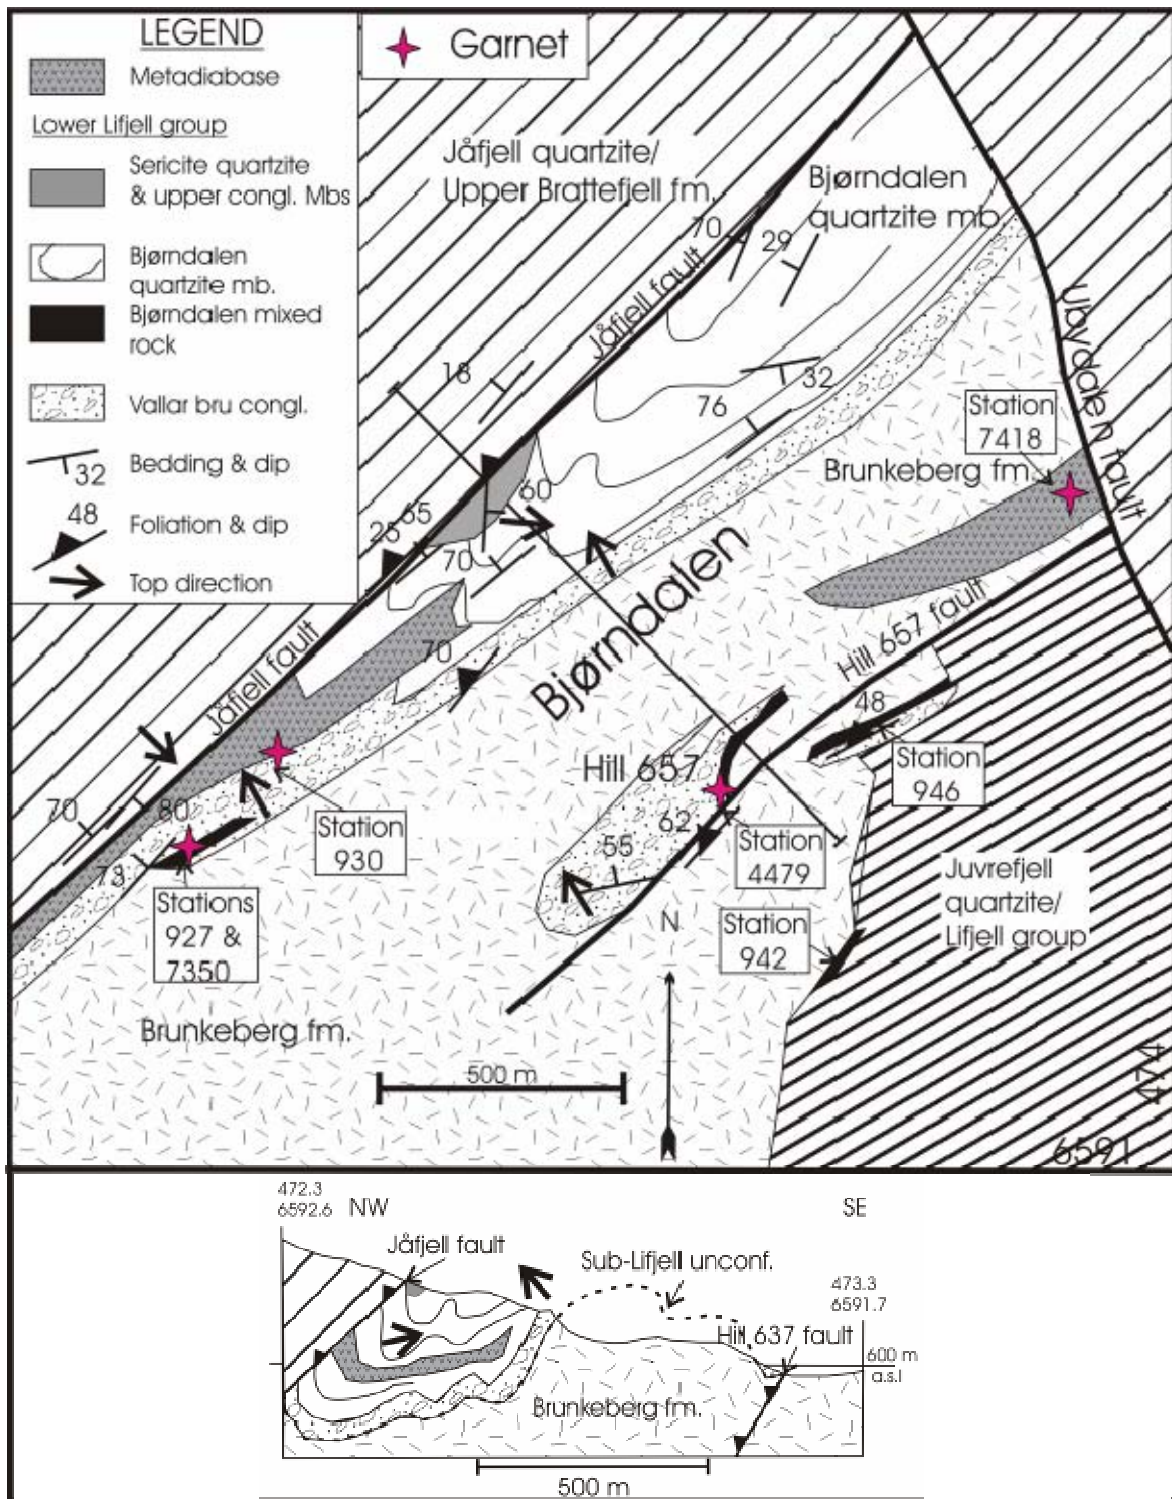 LEGEND
Metadiabase
Lower Lifjell group
Sericite quartzite
& upper congl. Mbs
Bjørndalen
quartzite mb.
Bjørndalen mixed
rock
Vallar bru congl.
32
Bedding & dip
48
Foliation & dip
Top direction
Garnet
Jåfjell quartzite/
Upper Brattefjell fm.
Bjørndalen
quartzite mb.
70
29
Jåfjell fault
Ubydalen fault
18
32
76
Station
7418
Brunkeberg fm.
60
65
25
70
Bjørndalen
Hill 657 fault
Jåfjell fault
70
48
Hill 657
Station
946
70
80
Station
930
62
55
Station
4479
73
Stations
927 &
7350
Juvrefjell
quartzite/
Lifjell group
N
Station
942
Brunkeberg fm.
500 m
474
6591
472.3
6592.6
NW
SE
Jåfjell fault
Sub-Lifjell unconf.
473.3
6591.7
Hill 637 fault
600 m
a.s.l
Brunkeberg fm.
500 m